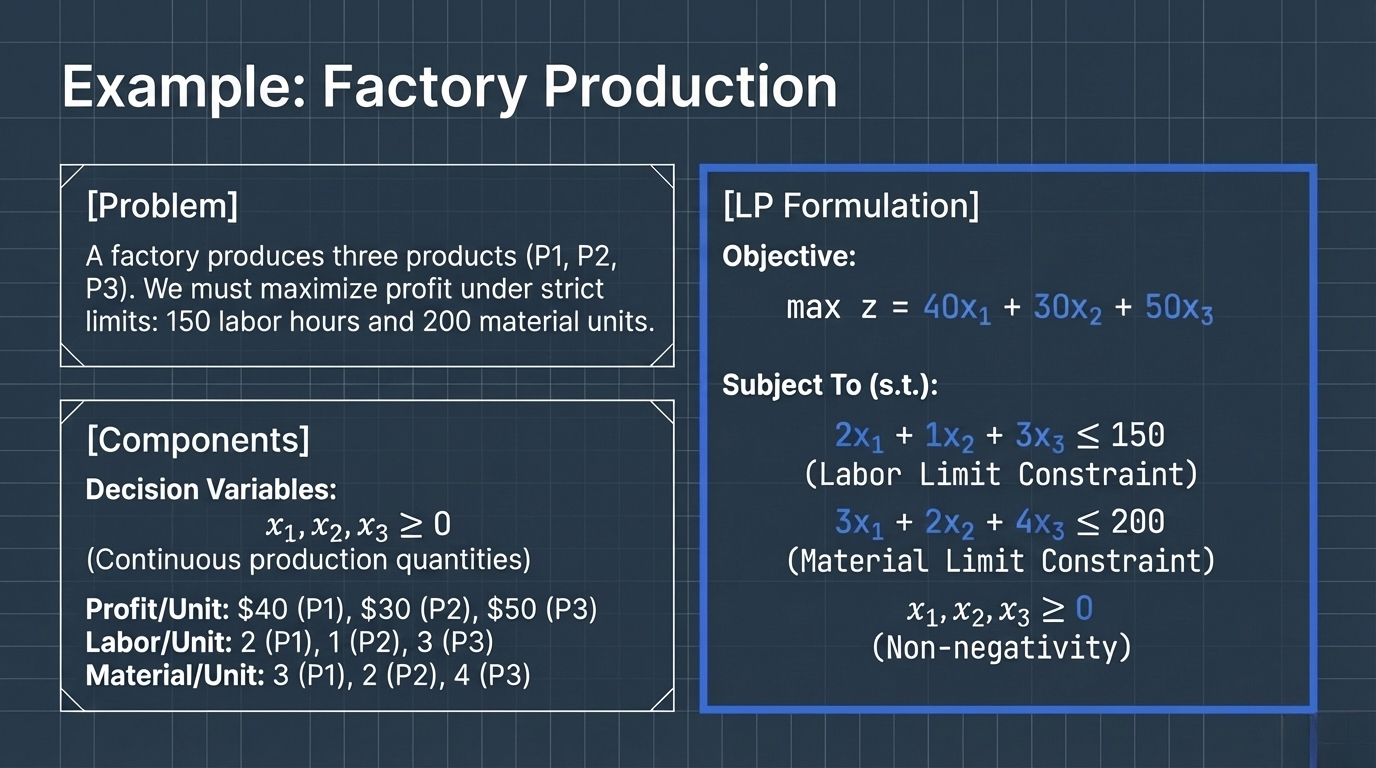 Example: Factory Production
[Problem]
A factory produces three products (P1, P2,
P3). We must maximize profit under strict
limits: 150 labor hours and 200 material units.
[Components]
Decision Variables:
x₁, x₂, x₃ ≥ 0
(Continuous production quantities)
Profit/Unit: $40 (P1), $30 (P2), $50 (P3)
Labor/Unit: 2 (P1), 1 (P2), 3 (P3)
Material/Unit: 3 (P1), 2 (P2), 4 (P3)
[LP Formulation]
Objective:
max z = 40x₁ + 30x₂ + 50x₃
Subject To (s.t.):
2x₁ + 1x₂ + 3x₃ ≤ 150
(Labor Limit Constraint)
3x₁ + 2x₂ + 4x₃ ≤ 200
(Material Limit Constraint)
x₁, x₂, x₃ ≥ 0
(Non-negativity)